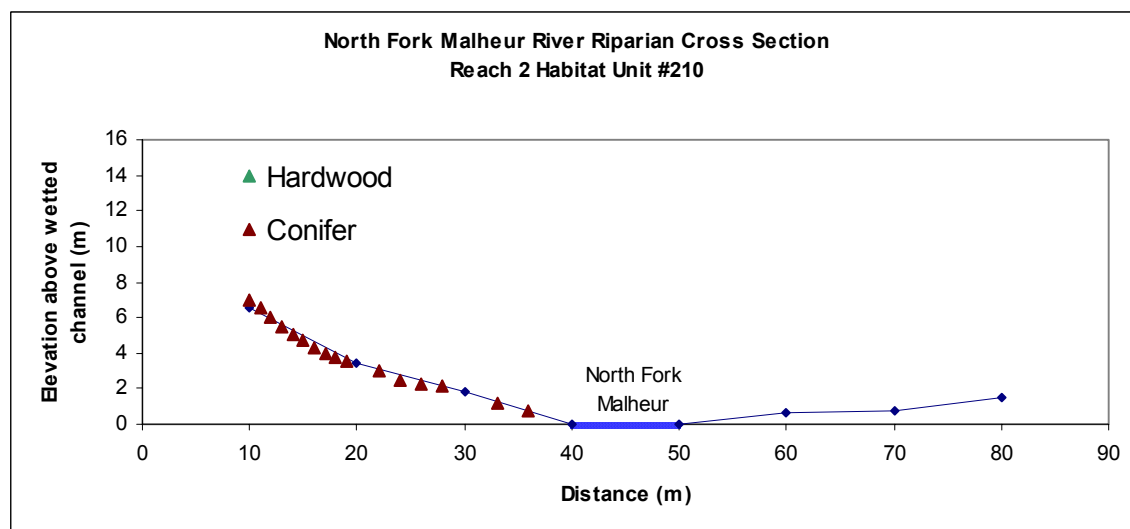 North Fork Malheur River Riparian Cross Section
Reach 2 Habitat Unit #210
Elevation above wetted
channel (m)
16
14
12
10
8
6
4
2
0
Hardwood
Conifer
North Fork
Malheur
0 10 20 30 40 50 60 70 80 90
Distance (m)